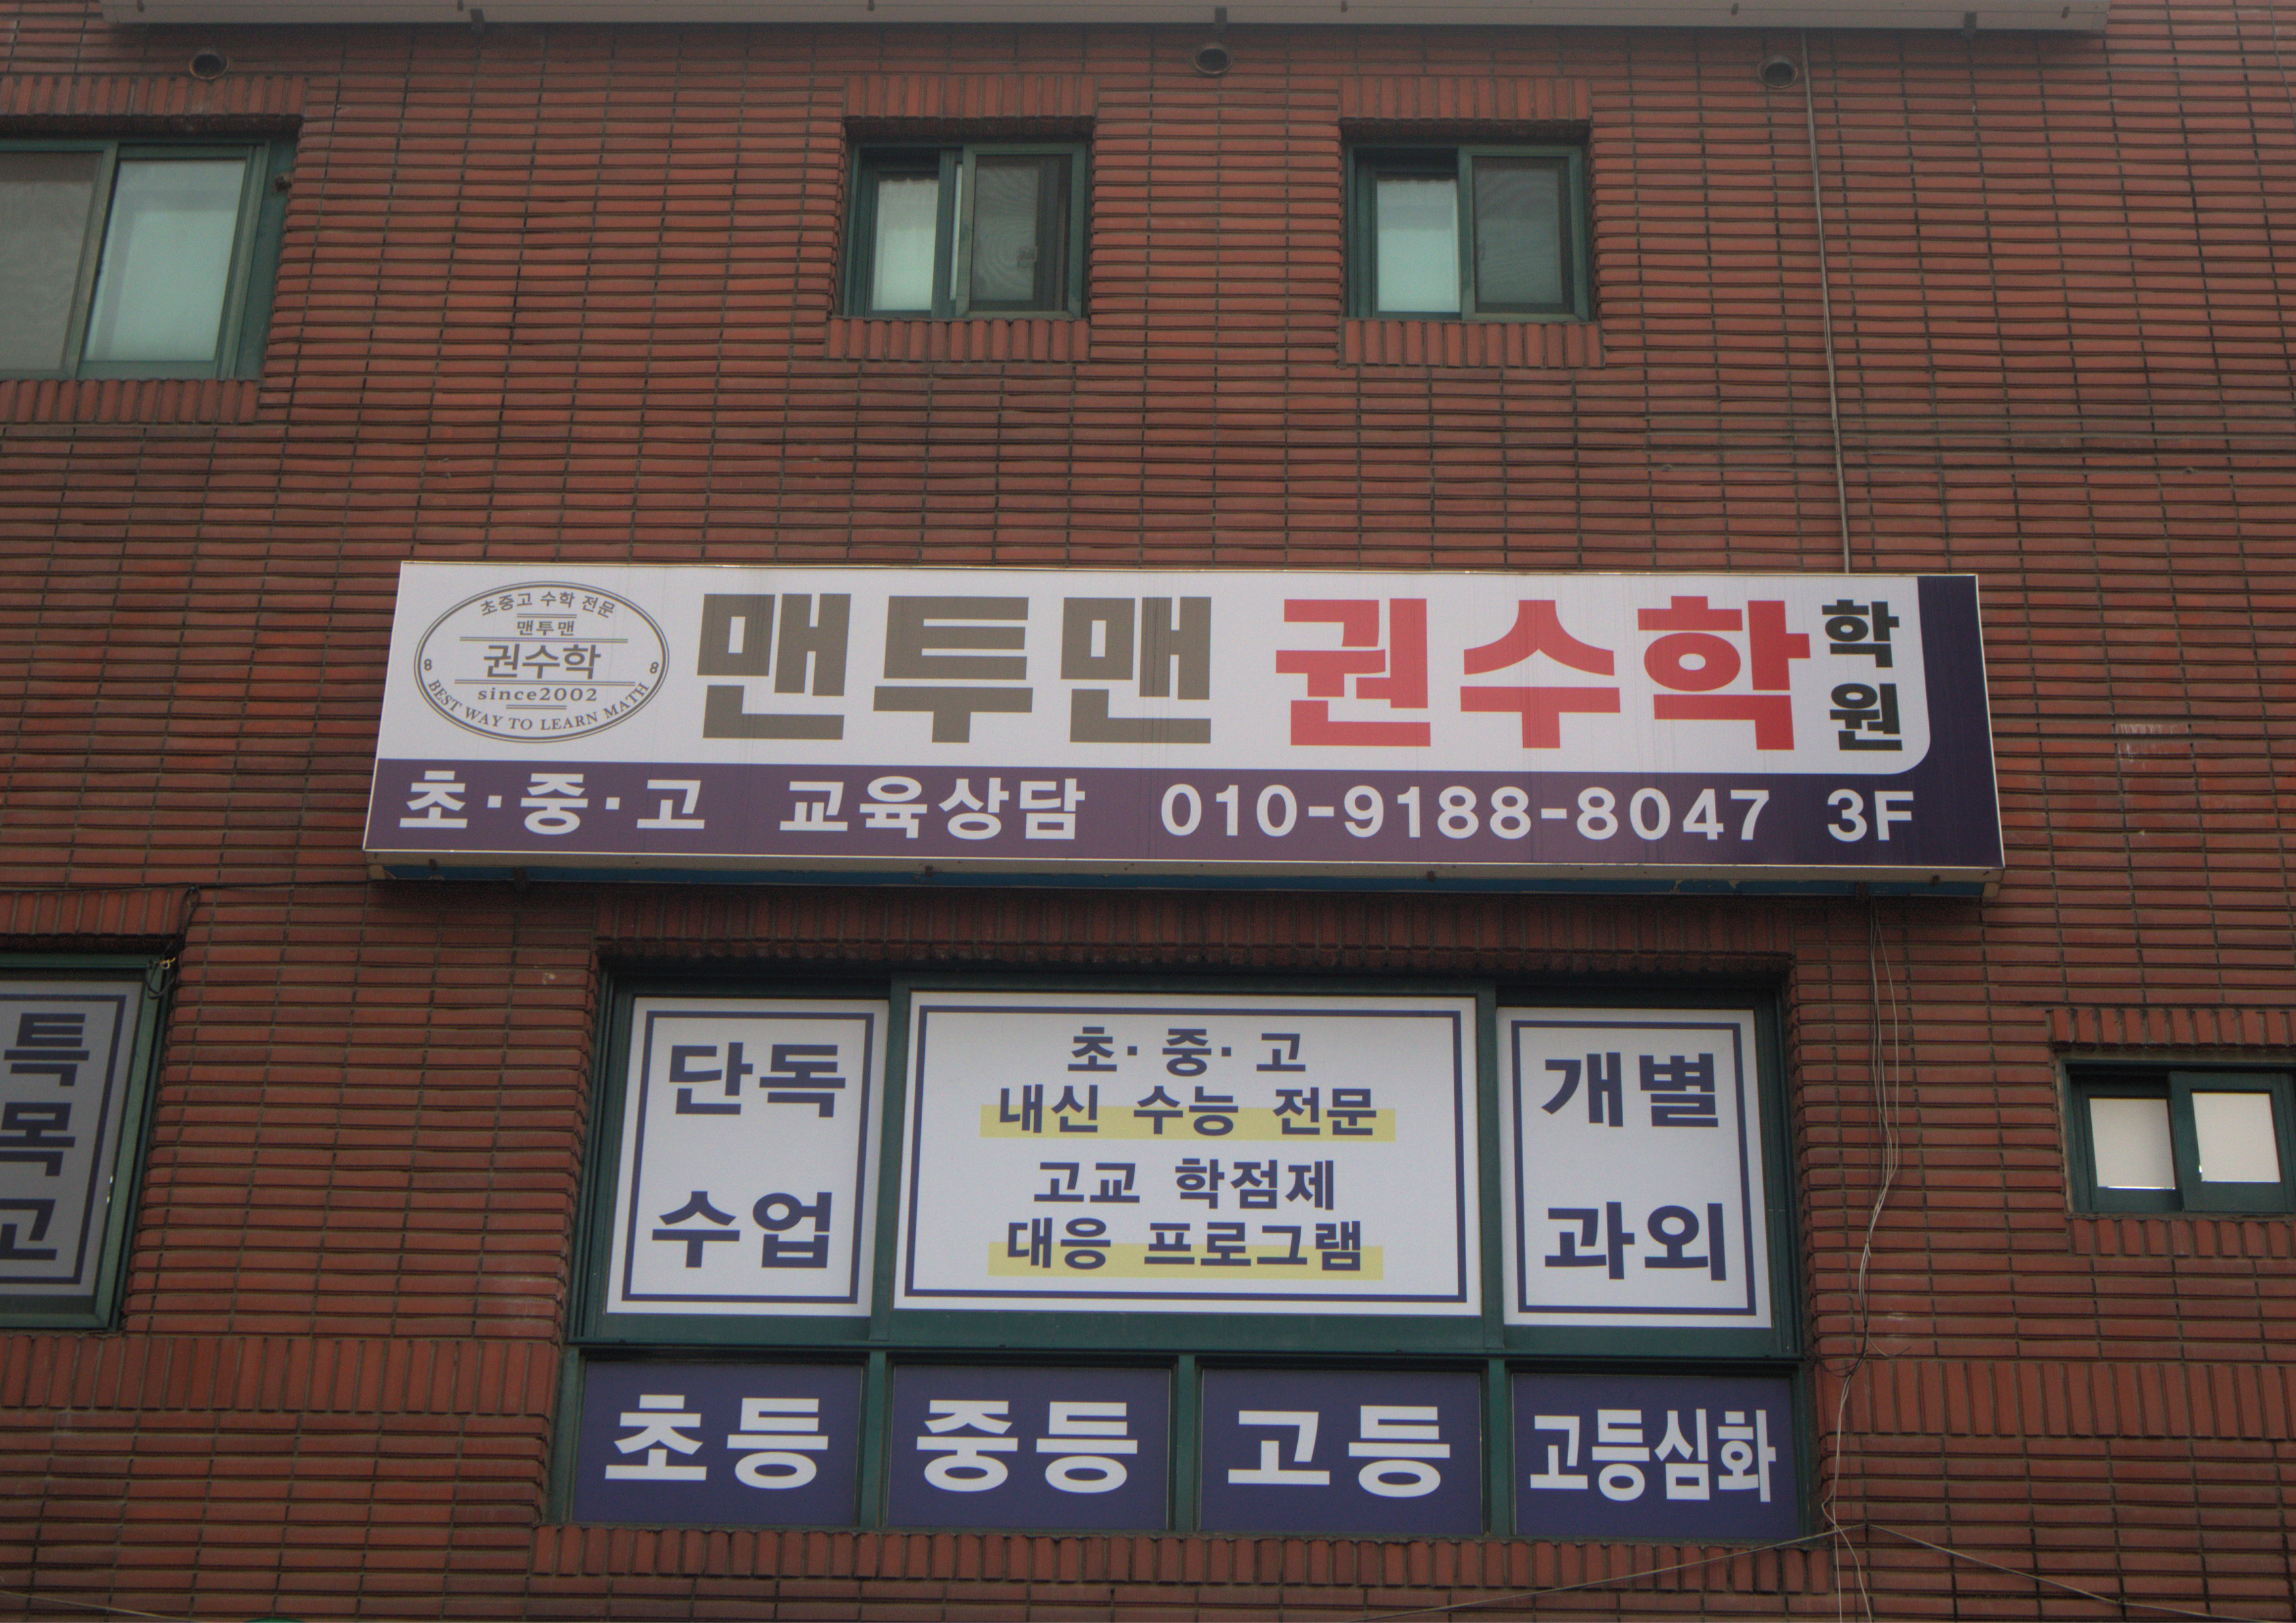 초중고 수학 전문
맨투맨
권수학
8 8
since2002
BEST WAY TO LEARN MATH
맨투맨 권수학 학원
초·중·고 교육상담 010-9188-8047 3F
특목고
단독
수업
초·중·고
내신 수능 전문
고교 학점제
대응 프로그램
개별
과외
초등 중등 고등 고등심화